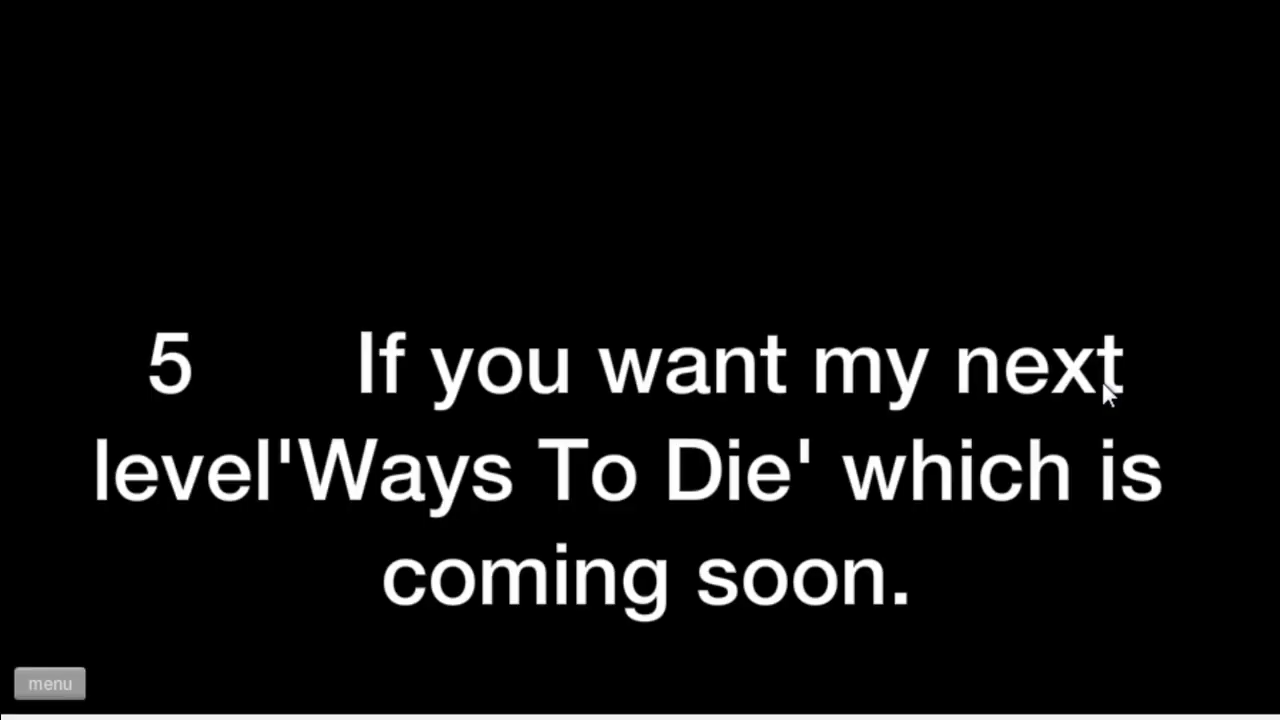 5 If you want my next
level'Ways To Die' which is
coming soon.
menu